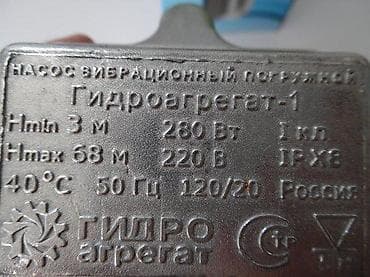 НАСОС ВИБРАЦИОННЫЙ ПОГРУЖНОЙ
Гидроагрегат-1
Hmin 3 м 280 Вт I кл
Hmax 68 м 220 В IPX8
40°С 50 Гц 120/20 Россия
ГИДРО
агрегат